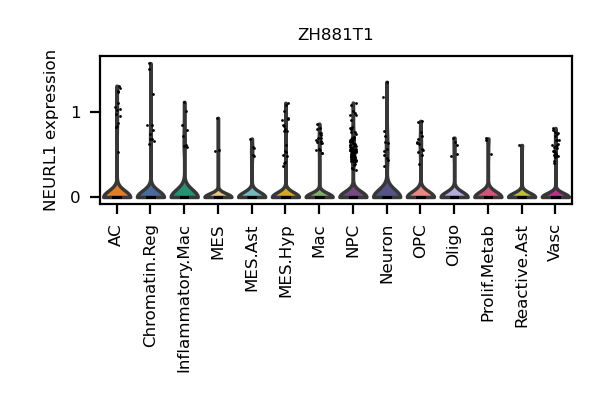 ZH881T1
NEURL1 expression
1
0
AC
Chromatin.Reg
Inflammatory.Mac
MES
MES.Ast
MES.Hyp
Mac
NPC
Neuron
OPC
Oligo
Prolif.Metab
Reactive.Ast
Vasc